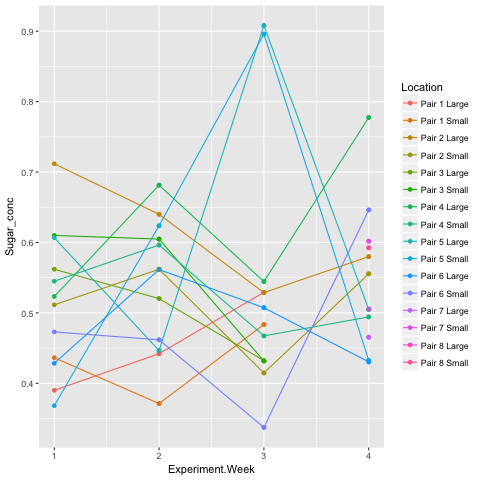 Sugar_conc
0.9
0.8
0.7
0.6
0.5
0.4
1 2 3 4
Experiment.Week
Location
Pair 1 Large
Pair 1 Small
Pair 2 Large
Pair 2 Small
Pair 3 Large
Pair 3 Small
Pair 4 Large
Pair 4 Small
Pair 5 Large
Pair 5 Small
Pair 6 Large
Pair 6 Small
Pair 7 Large
Pair 7 Small
Pair 8 Large
Pair 8 Small